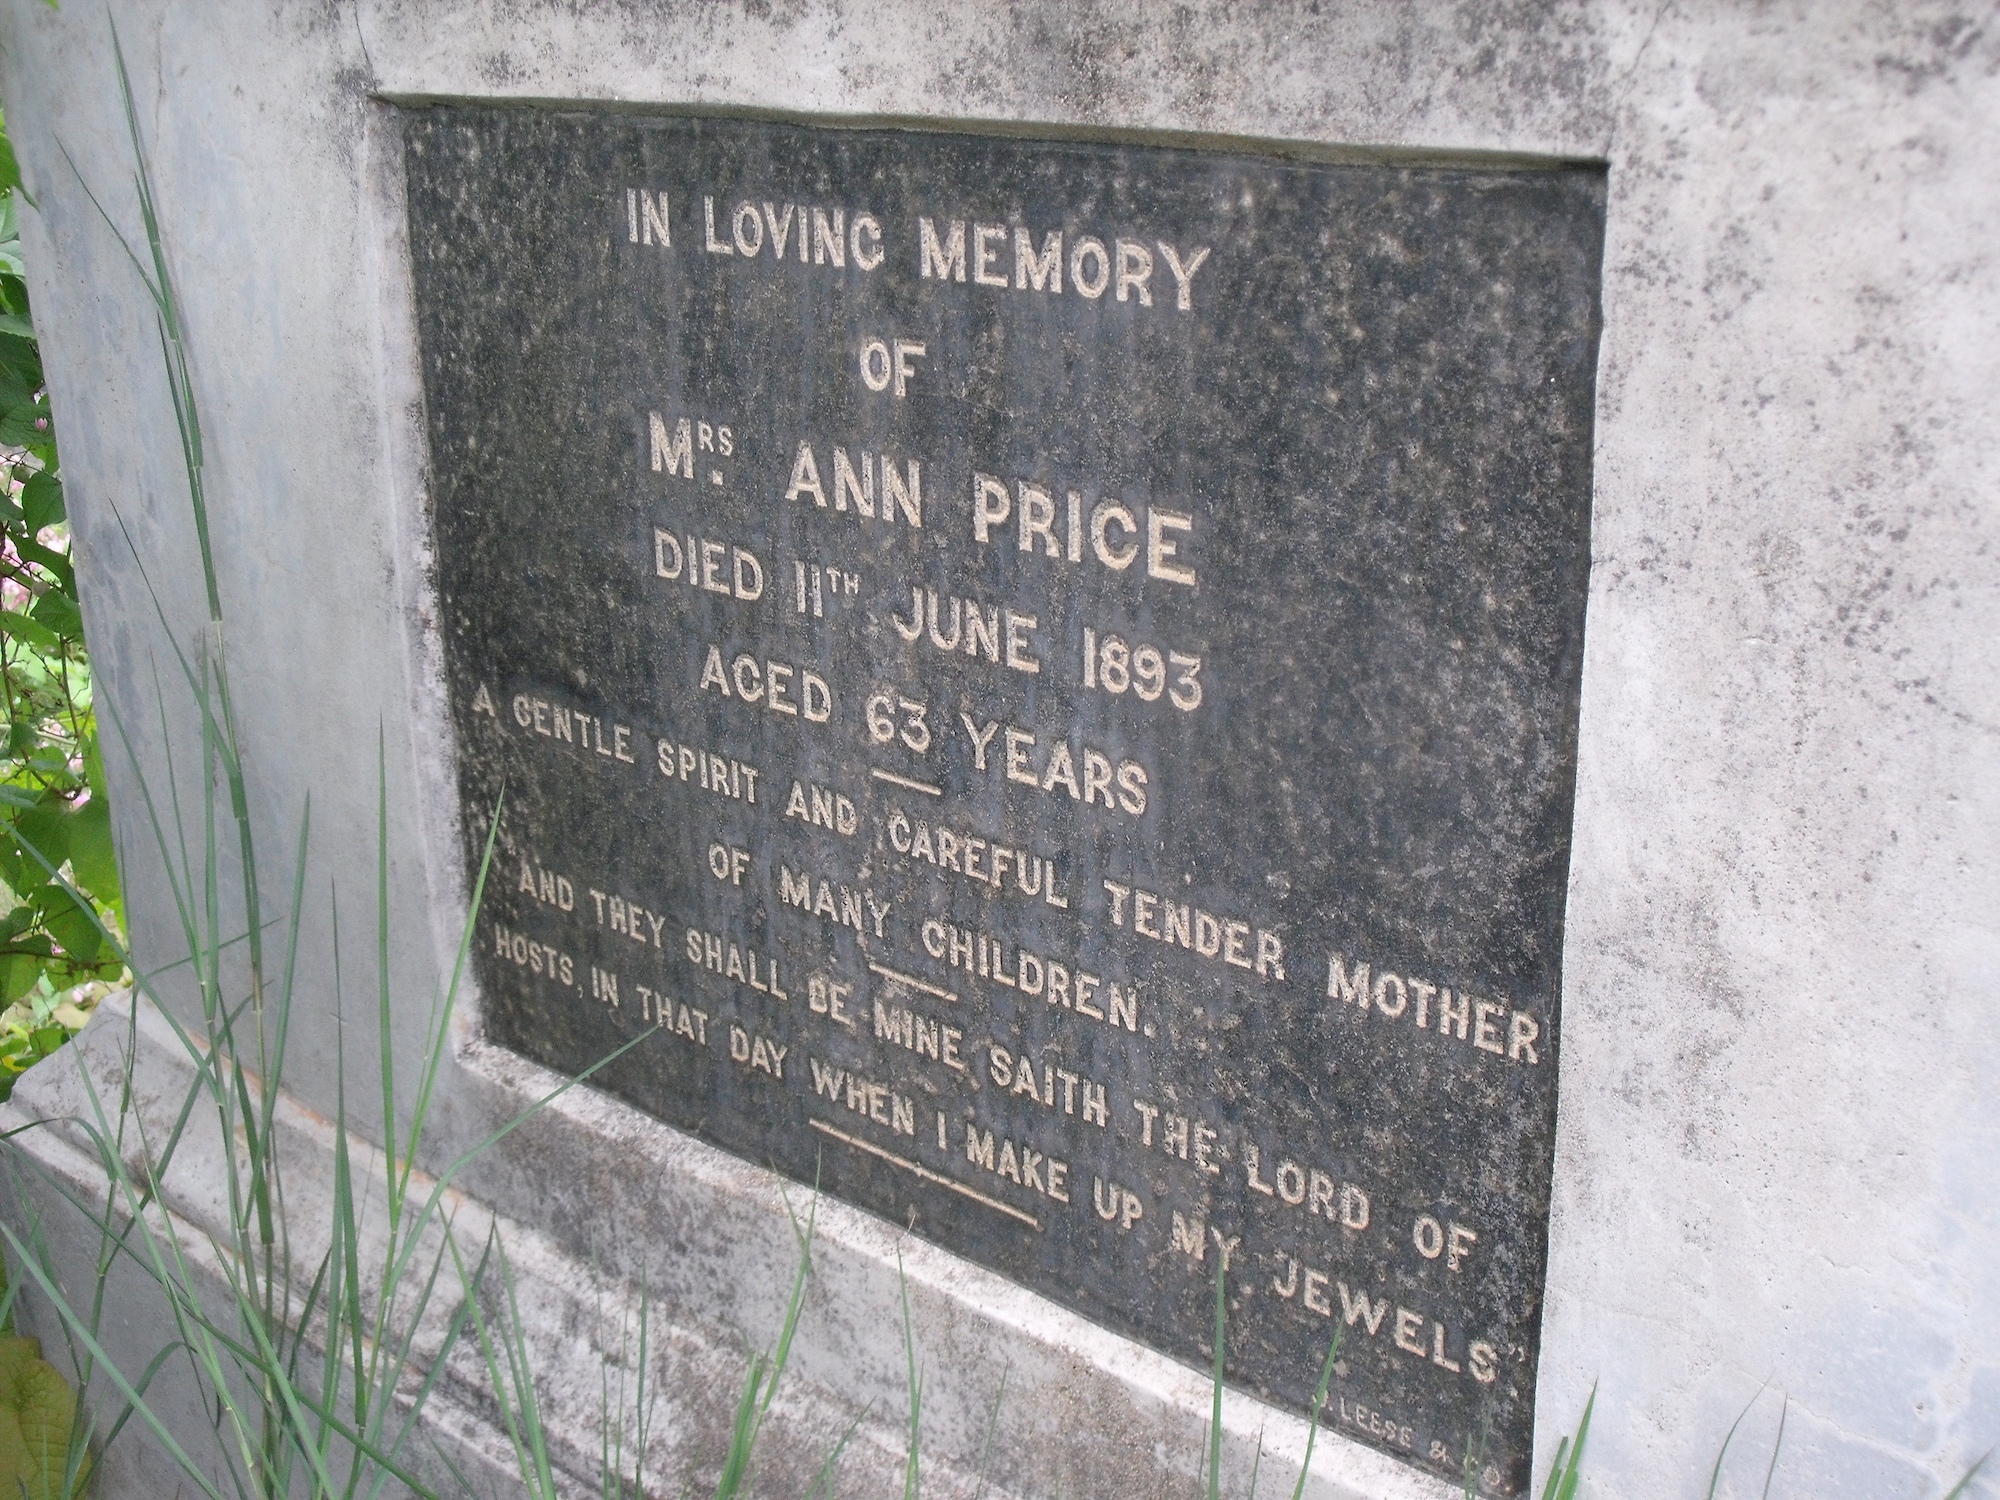 IN LOVING MEMORY
OF
MRS. ANN PRICE
DIED 11TH JUNE 1893
AGED 63 YEARS
A GENTLE SPIRIT AND CAREFUL TENDER MOTHER
OF MANY CHILDREN.
AND THEY SHALL BE MINE SAITH THE LORD OF
HOSTS, IN THAT DAY WHEN I MAKE UP MY JEWELS"
LEESE &